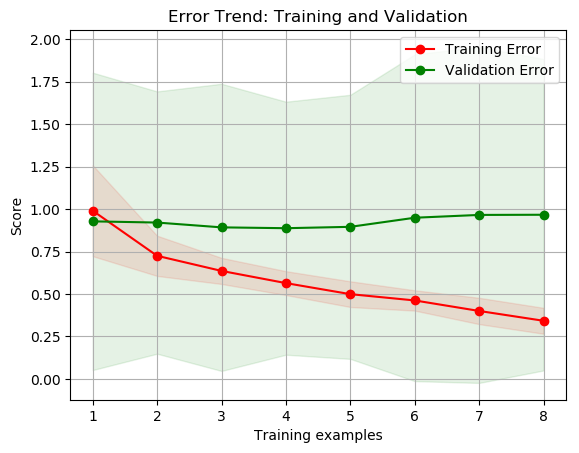 Error Trend: Training and Validation
2.00
1.75
1.50
1.25
1.00
0.75
0.50
0.25
0.00
Score
Training Error
Validation Error
1 2 3 4 5 6 7 8
Training examples